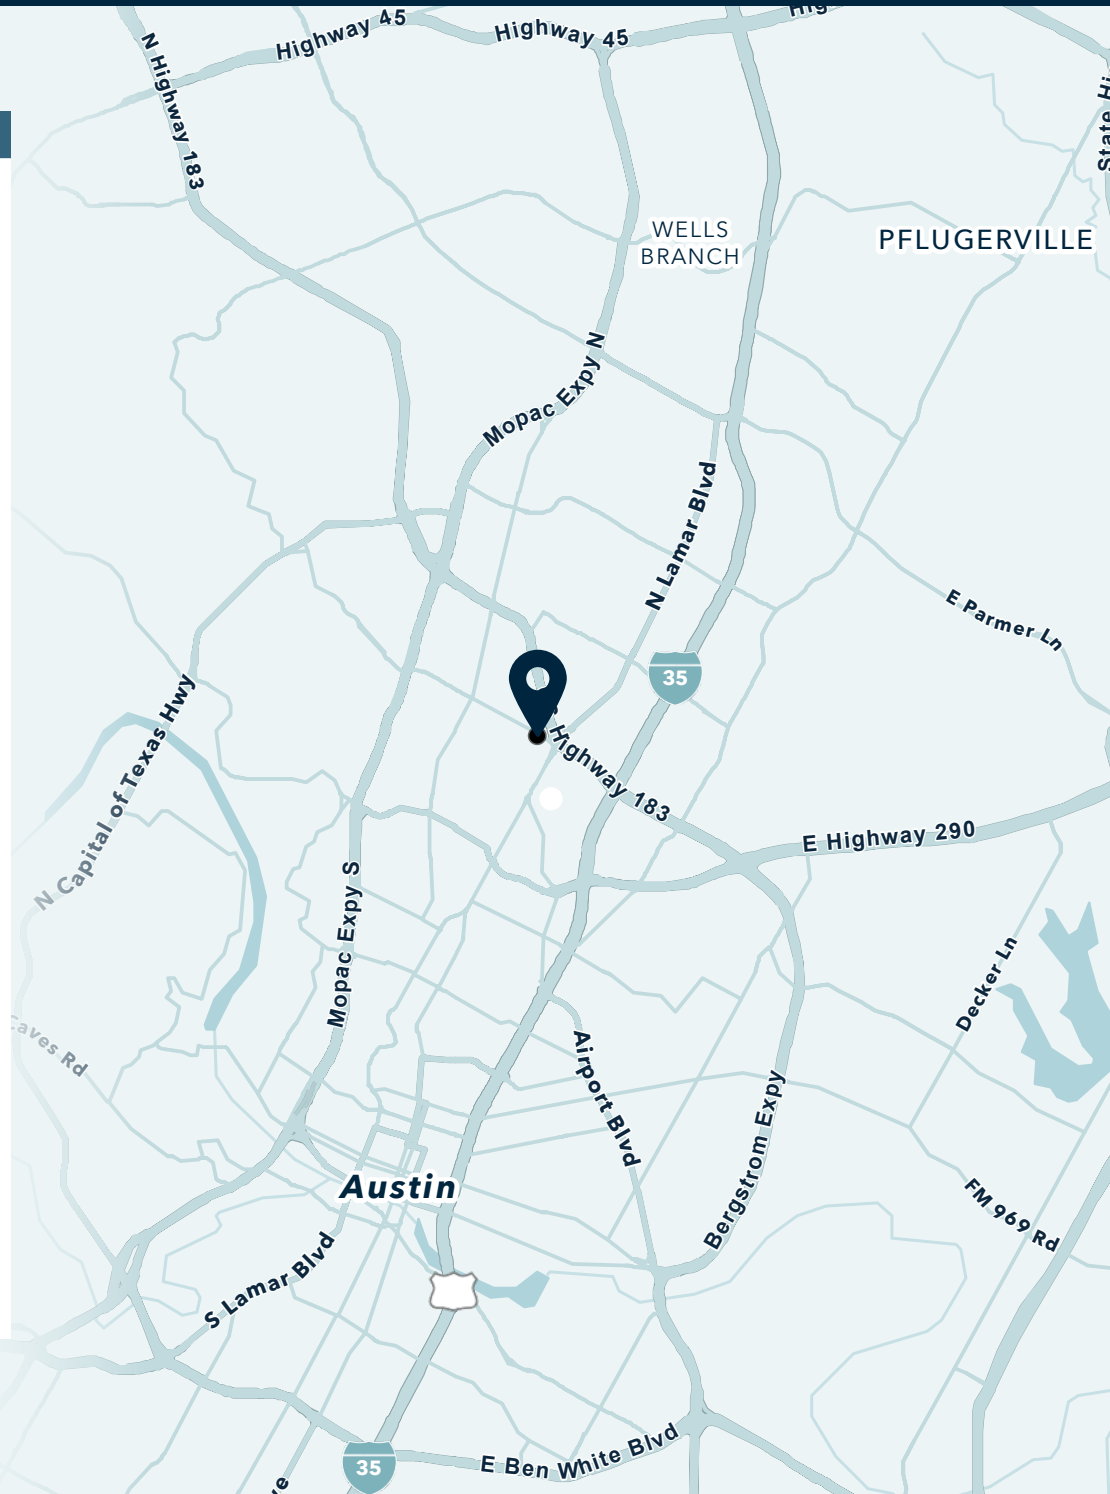 Highway 45
Highway 45
N Highway 183
WELLS
BRANCH
PFLUGERVILLE
Mopac Expy N
N Lamar Blvd
E Parmer Ln
35
N Capital of Texas Hwy
Highway 183
E Highway 290
Mopac Expy S
Decker Ln
Airport Blvd
Bergstrom Expy
Austin
FM 969 Rd
S Lamar Blvd
E Ben White Blvd
35